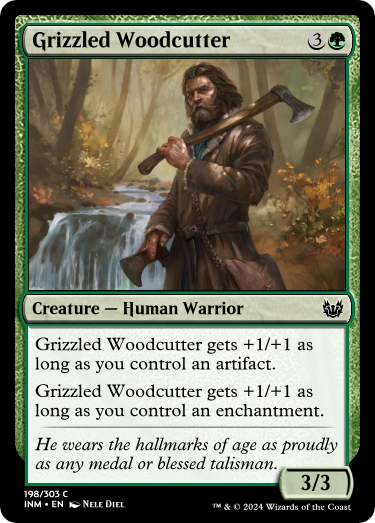 Grizzled Woodcutter 3
Creature — Human Warrior
Grizzled Woodcutter gets +1/+1 as
long as you control an artifact.
Grizzled Woodcutter gets +1/+1 as
long as you control an enchantment.
He wears the hallmarks of age as proudly
as any medal or blessed talisman.
3/3
198/303 C
INM • EN NELE DIEL
™ & © 2024 Wizards of the Coast